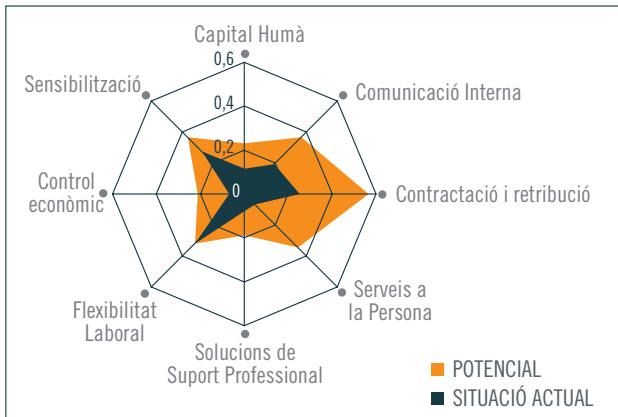 Capital Humà
0,6
Sensibilització
Comunicació Interna
0,4
0,2
Control
econòmic
0
Contractació i retribució
Flexibilitat
Laboral
Serveis a
la Persona
Solucions de
Suport Professional
POTENCIAL
SITUACIÓ ACTUAL